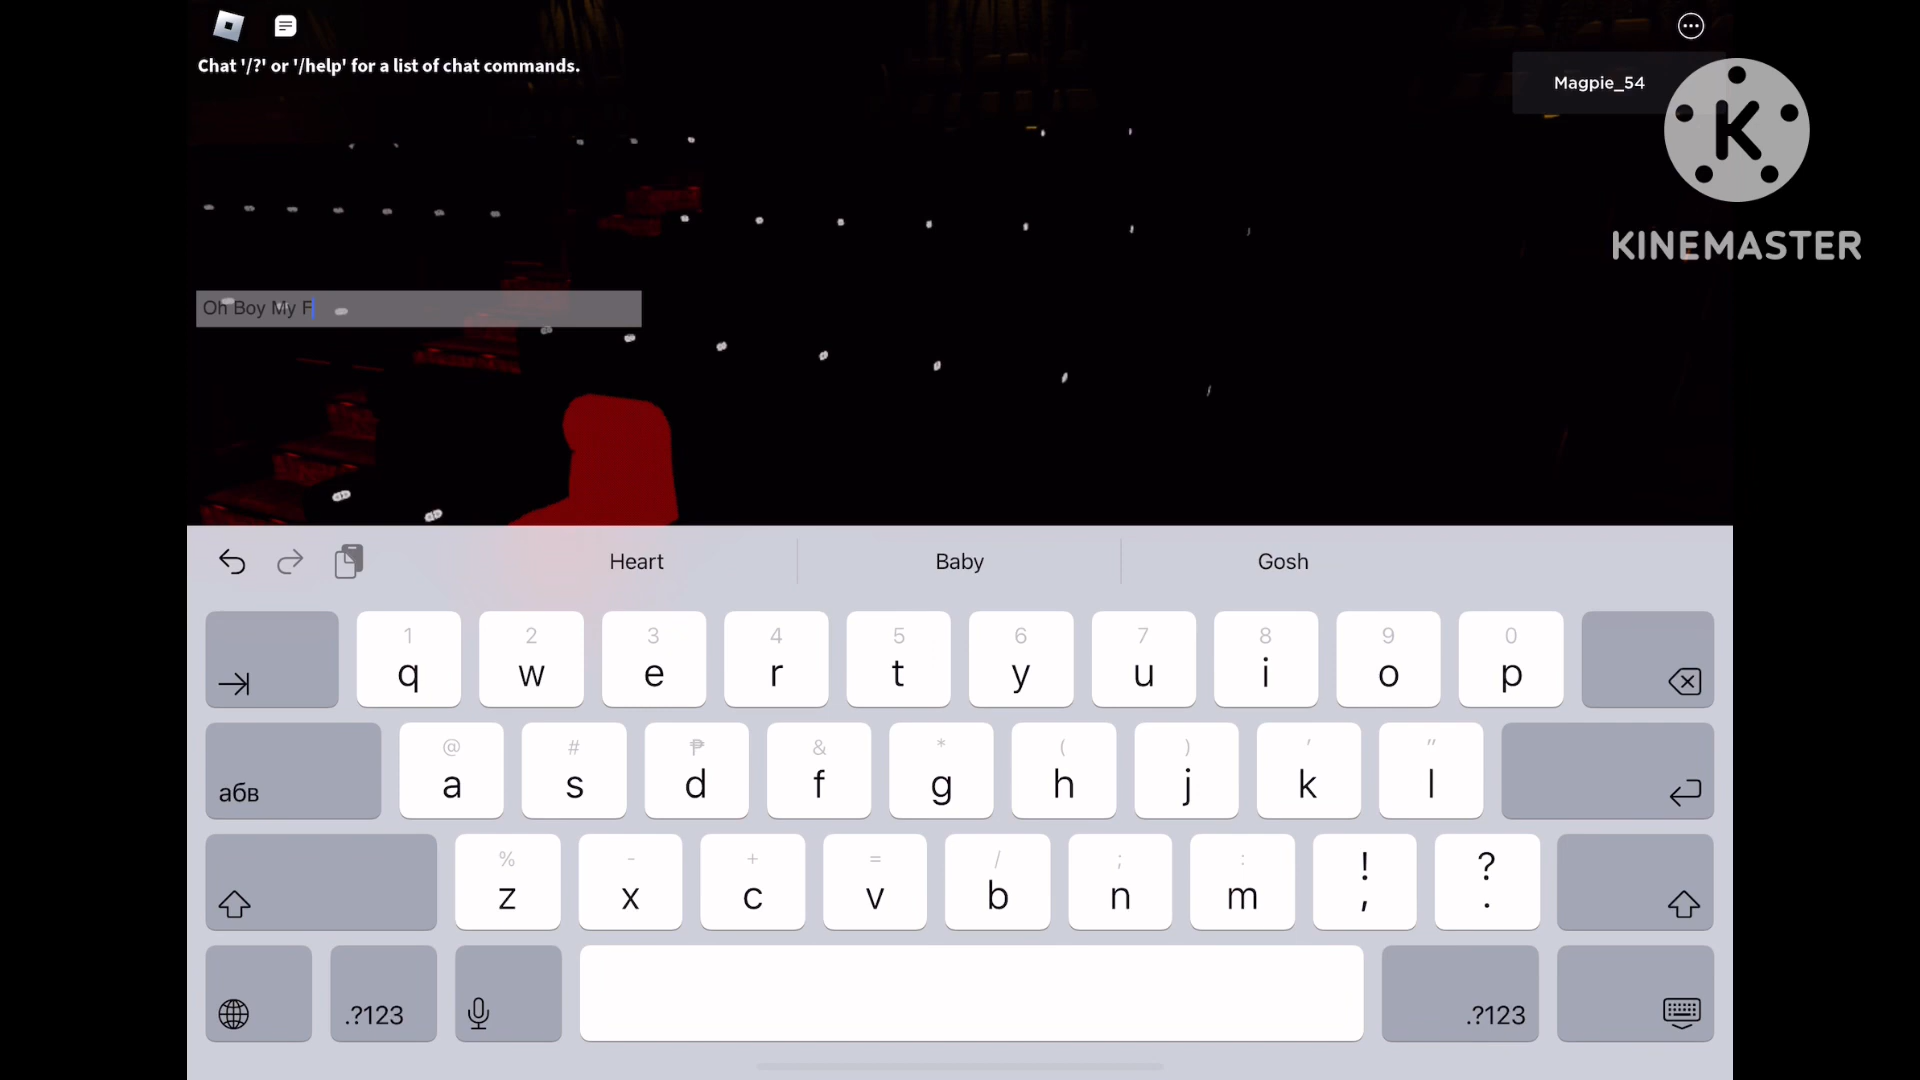 Chat '/?' or '/help' for a list of chat commands.
Magpie_54
K
KINEMASTER
Oh Boy My F
Heart Baby Gosh
1 2 3 4 5 6 7 8 9 0
q w e r t y u i o p
@ # ₱ & * ( ) ' "
абв a s d f g h j k l
% - + = / ; : ! ?
z x c v b n m , .
.?123 .?123